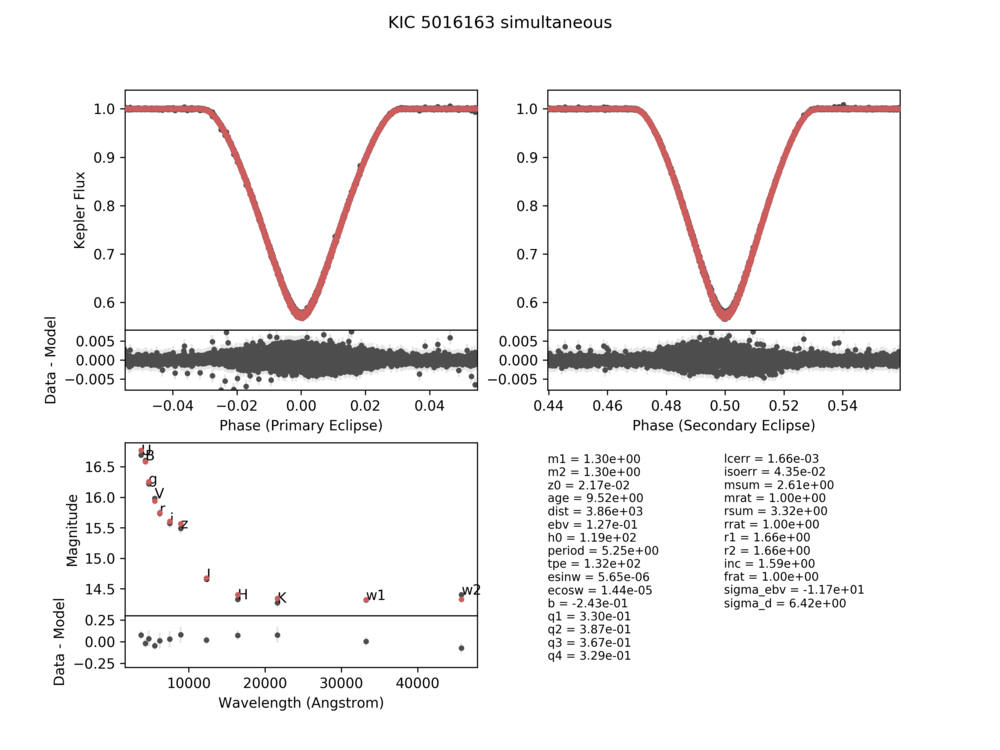 KIC 5016163 simultaneous
1.0
0.9
0.8
0.7
0.6
Kepler Flux
0.005
0.000
−0.005
Data - Model
−0.04 −0.02 0.00 0.02 0.04
Phase (Primary Eclipse)
1.0
0.9
0.8
0.7
0.6
0.005
0.000
−0.005
0.44 0.46 0.48 0.50 0.52 0.54
Phase (Secondary Eclipse)
16.5
16.0
15.5
15.0
14.5
Magnitude
U
B
g
V
r
i
z
J
H
K
w1
w2
0.25
0.00
−0.25
Data - Model
10000 20000 30000 40000
Wavelength (Angstrom)
m1 = 1.30e+00
m2 = 1.30e+00
z0 = 2.17e-02
age = 9.52e+00
dist = 3.86e+03
ebv = 1.27e-01
h0 = 1.19e+02
period = 5.25e+00
tpe = 1.32e+02
esinw = 5.65e-06
ecosw = 1.44e-05
b = -2.43e-01
q1 = 3.30e-01
q2 = 3.87e-01
q3 = 3.67e-01
q4 = 3.29e-01
lcerr = 1.66e-03
isoerr = 4.35e-02
msum = 2.61e+00
mrat = 1.00e+00
rsum = 3.32e+00
rrat = 1.00e+00
r1 = 1.66e+00
r2 = 1.66e+00
inc = 1.59e+00
frat = 1.00e+00
sigma_ebv = -1.17e+01
sigma_d = 6.42e+00